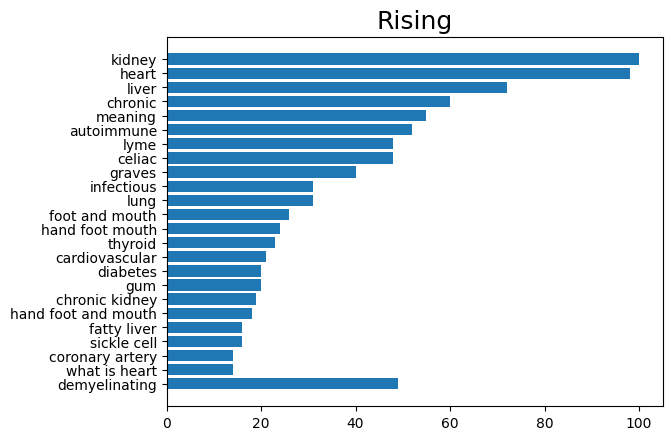 Rising
kidney
heart
liver
chronic
meaning
autoimmune
lyme
celiac
graves
infectious
lung
foot and mouth
hand foot mouth
thyroid
cardiovascular
diabetes
gum
chronic kidney
hand foot and mouth
fatty liver
sickle cell
coronary artery
what is heart
demyelinating
0 20 40 60 80 100